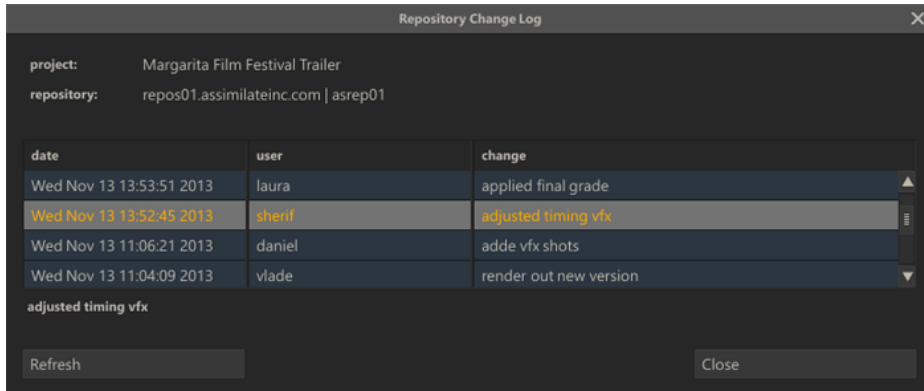 Repository Change Log
project: Margarita Film Festival Trailer
repository: repos01.assimilateinc.com | asrep01
date user change
Wed Nov 13 13:53:51 2013 laura applied final grade
Wed Nov 13 13:52:45 2013 sherif adjusted timing vfx
Wed Nov 13 11:06:21 2013 daniel adde vfx shots
Wed Nov 13 11:04:09 2013 vlade render out new version
adjusted timing vfx
Refresh Close